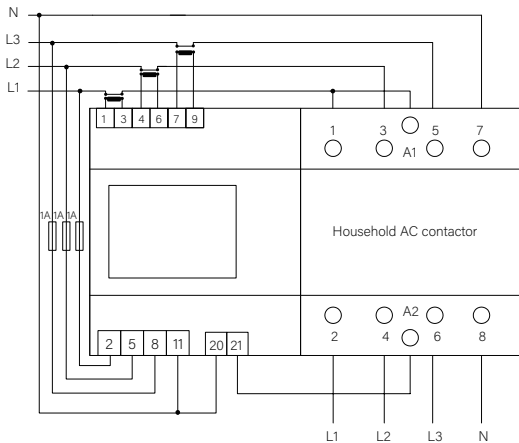 N
L3
L2
L1
1 3 4 6 7 9
1 3 5 7
A1
1A 1A 1A
Household AC contactor
A2
2 5 8 11 20 21
2 4 6 8
L1 L2 L3 N